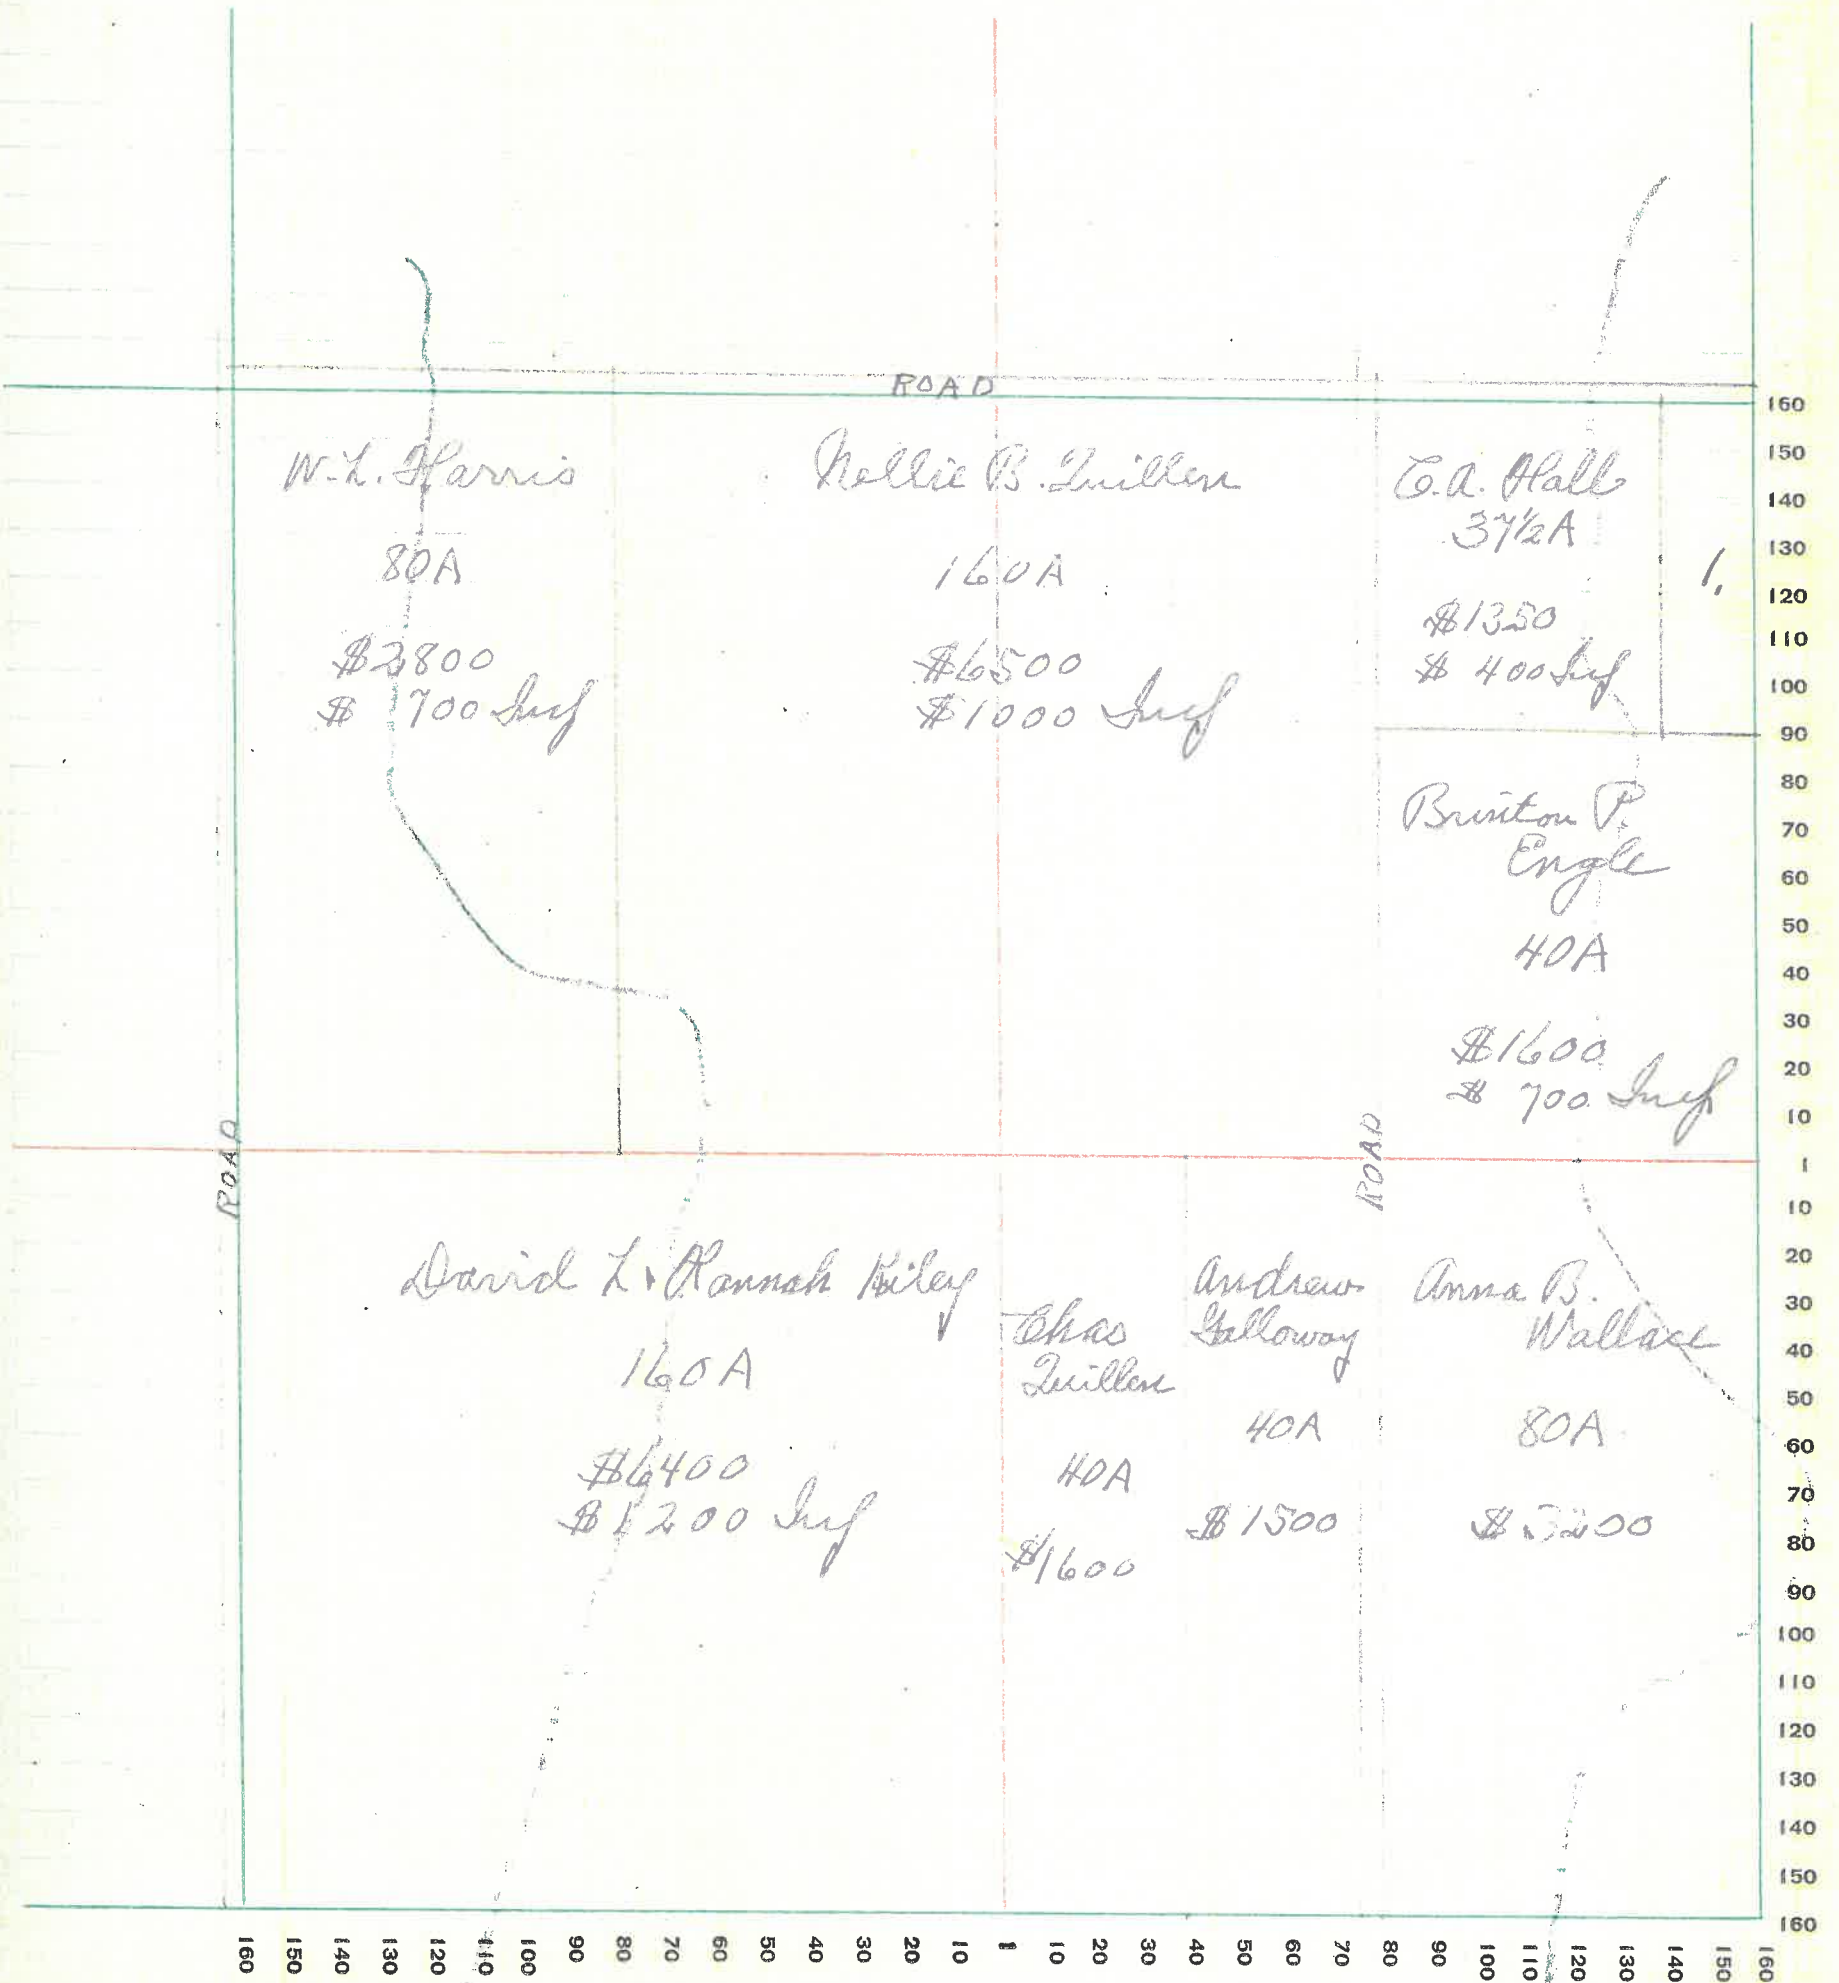 ROAD
W. L. Harris
80A
$2800
$ 700 Imp
Nellie B. Quillen
160A
$6500
$1000 Imp
C. A. Hall
37½A
$1350
$ 400 Imp
1.
Brinton P.
Engle
40A
$1600
$ 700 Imp
ROAD
ROAD
David L. & Hannah Kiley
160A
$6400
$1200 Imp
Chas
Quillen
40A
$1600
Andrew
Galloway
40A
$1500
Anna B.
Wallace
80A
$3200
160
150
140
130
120
110
100
90
80
70
60
50
40
30
20
10
1
10
20
30
40
50
60
70
80
90
100
110
120
130
140
150
160
160 150 140 130 120 110 100 90 80 70 60 50 40 30 20 10 1 10 20 30 40 50 60 70 80 90 100 110 120 130 140 150 160